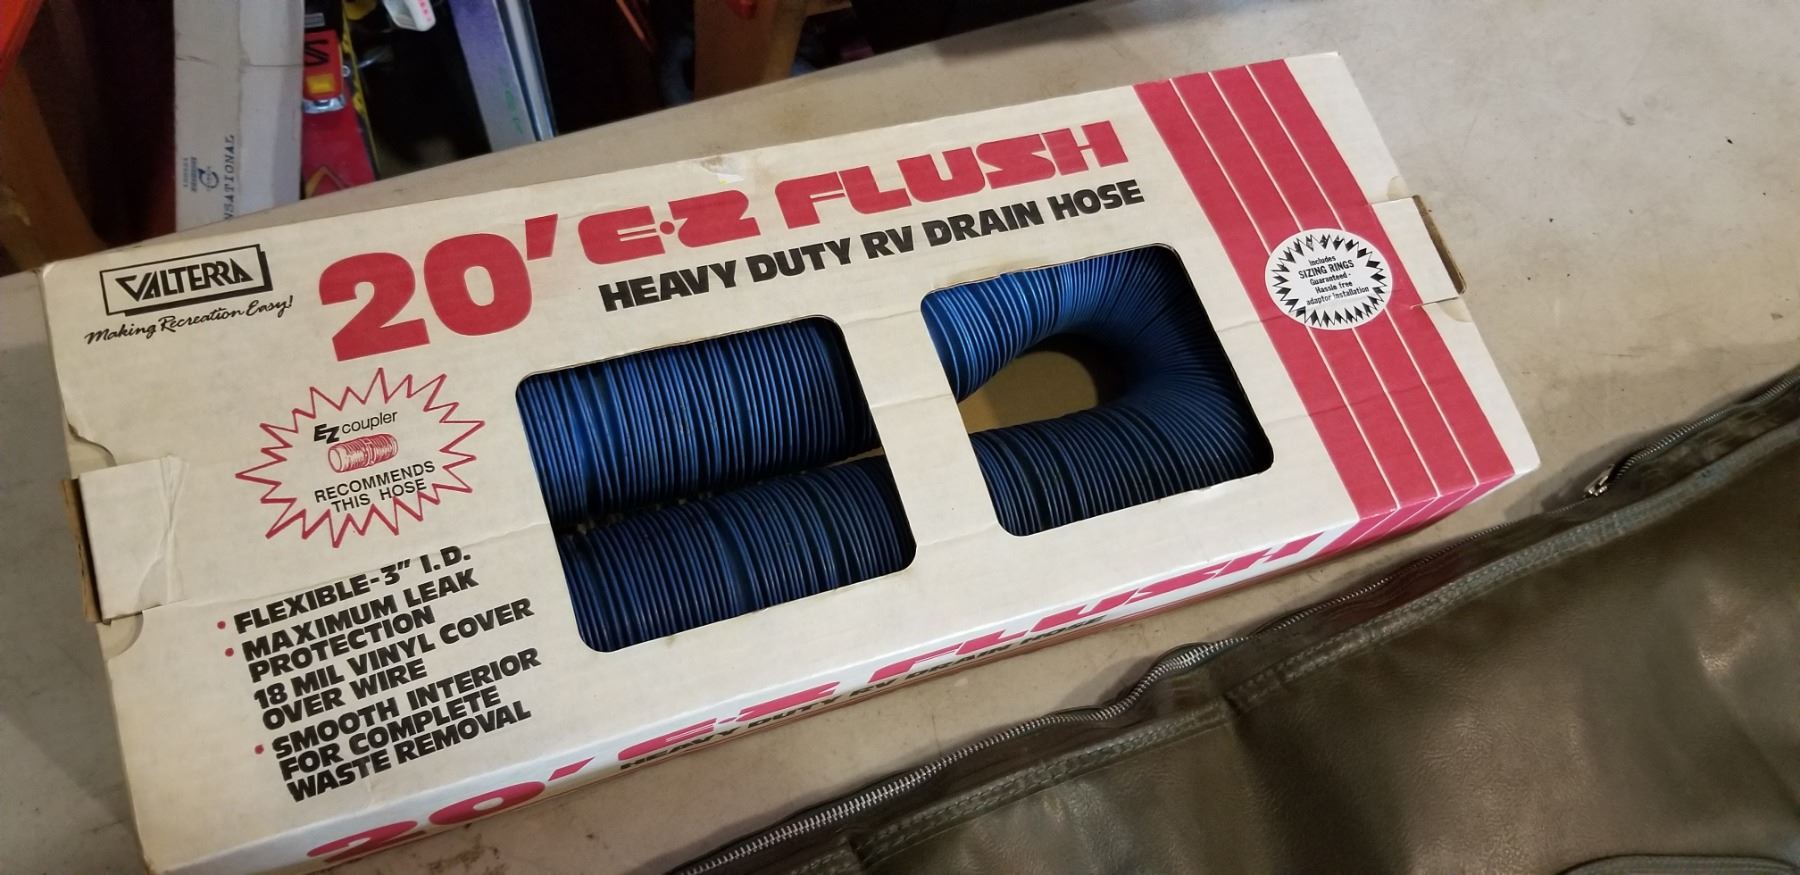 VALTERRA
Making Recreation Easy!
20' E·Z FLUSH
HEAVY DUTY RV DRAIN HOSE
Includes
SIZING RINGS
Guaranteed -
Hassle free
adaptor installation
EZ coupler
RECOMMENDS
THIS HOSE
• FLEXIBLE-3" I.D.
• MAXIMUM LEAK
PROTECTION
18 MIL VINYL COVER
OVER WIRE
• SMOOTH INTERIOR
FOR COMPLETE
WASTE REMOVAL
20' E·Z FLUSH
HEAVY DUTY RV DRAIN HOSE